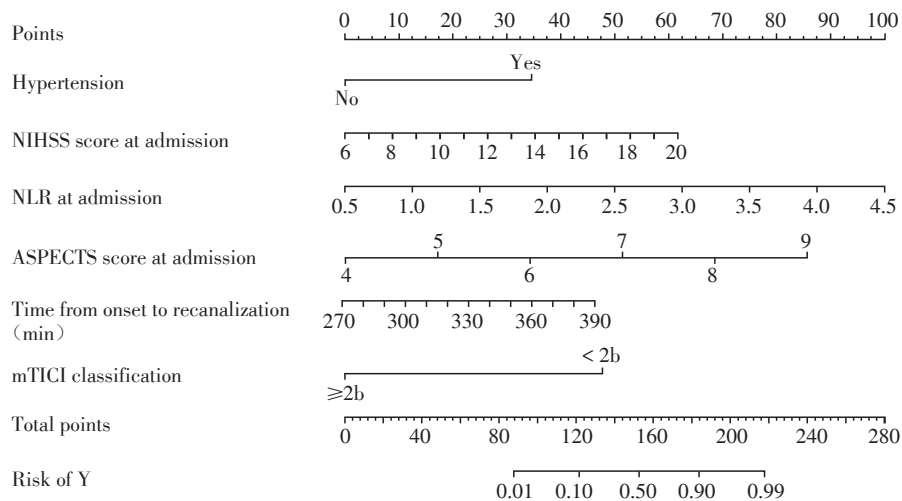 Points
0 10 20 30 40 50 60 70 80 90 100
Yes
Hypertension
No
NIHSS score at admission
6 8 10 12 14 16 18 20
NLR at admission
0.5 1.0 1.5 2.0 2.5 3.0 3.5 4.0 4.5
5 7 9
ASPECTS score at admission
4 6 8
Time from onset to recanalization
(min)
270 300 330 360 390
< 2b
mTICI classification
≥2b
Total points
0 40 80 120 160 200 240 280
Risk of Y
0.01 0.10 0.50 0.90 0.99